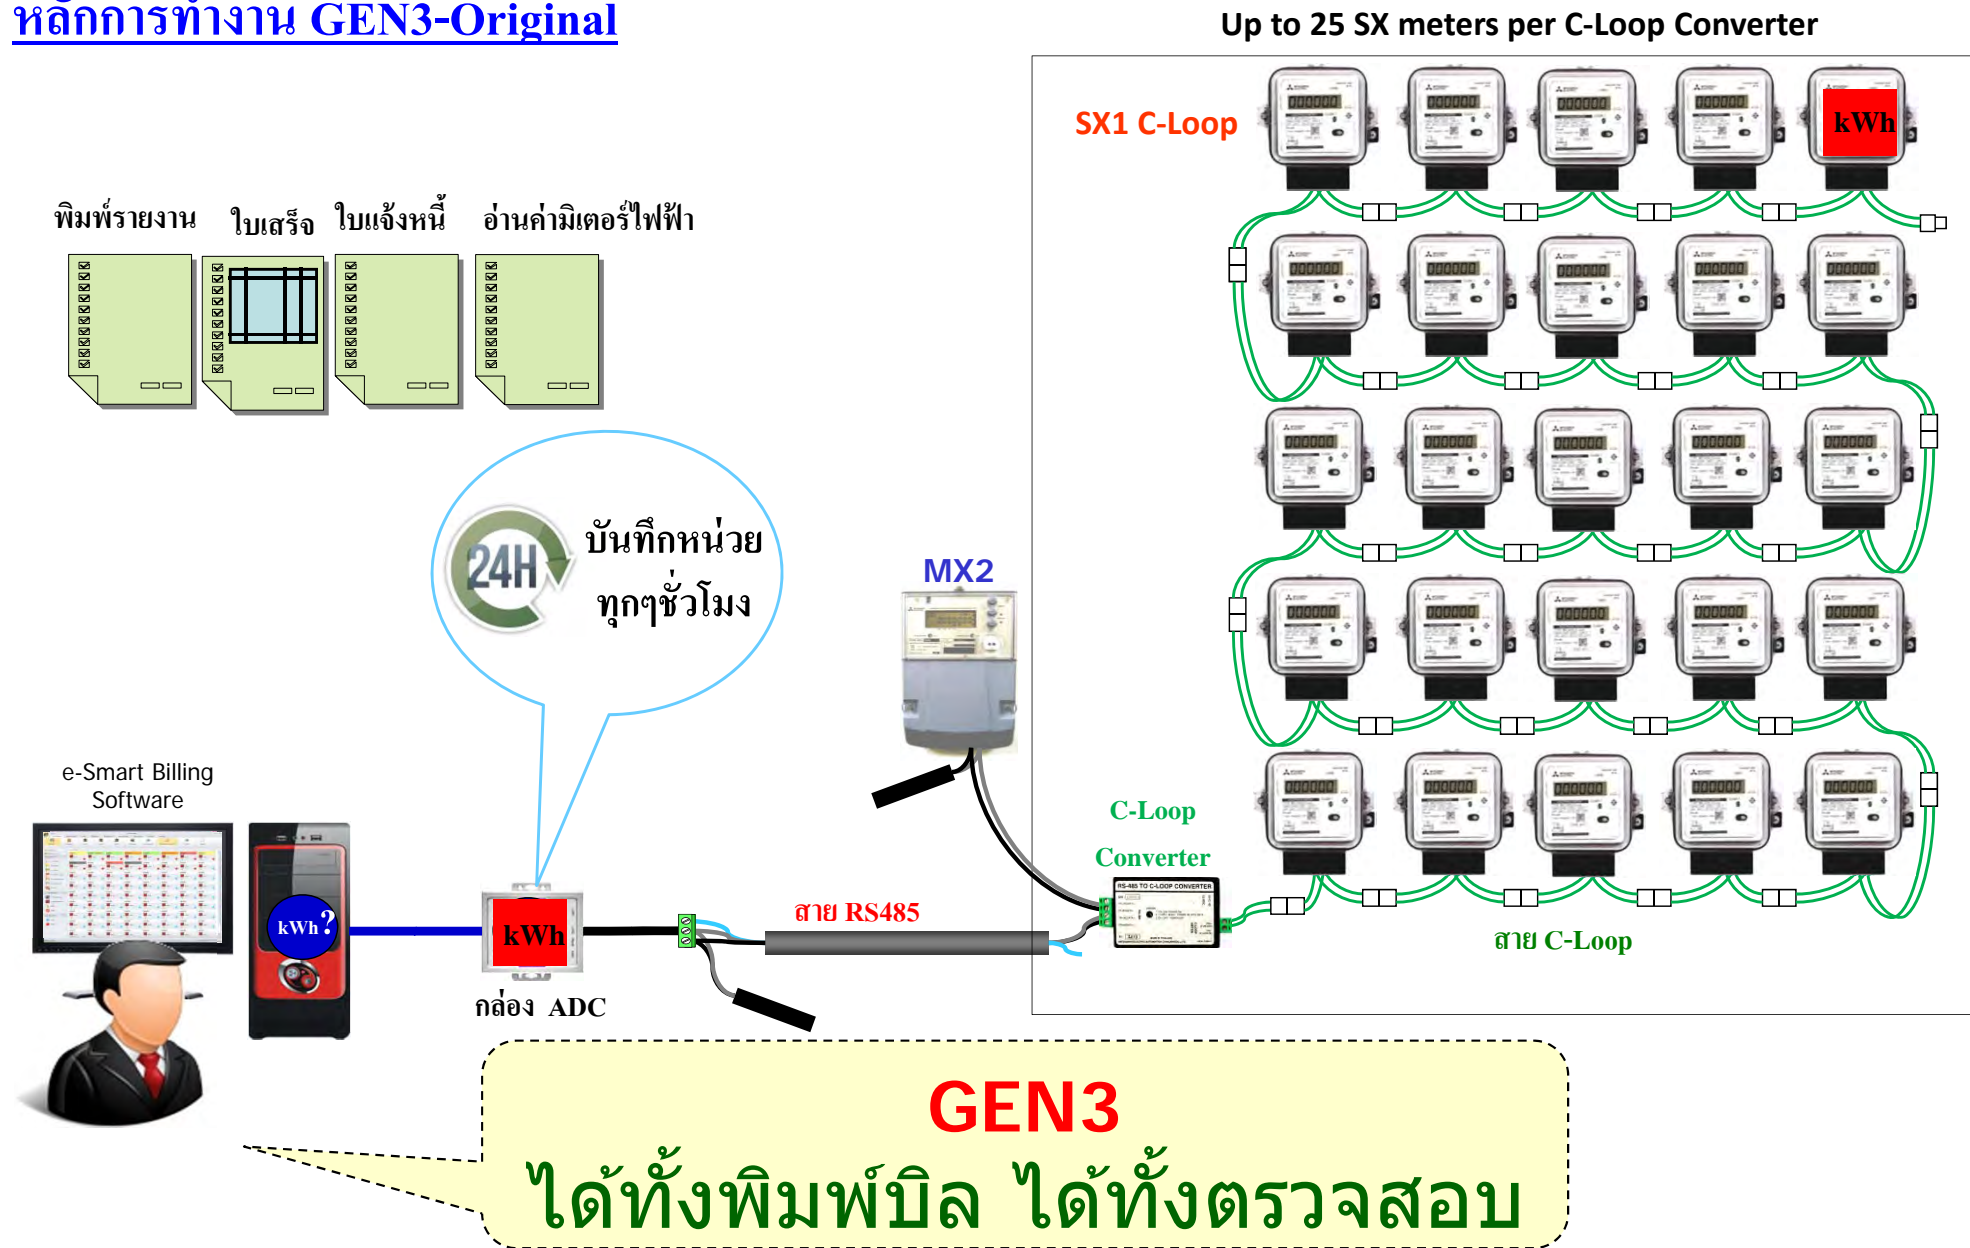 หลักการทำงาน GEN3-Original
Up to 25 SX meters per C-Loop Converter
SX1 C-Loop
kWh
พิมพ์รายงาน
ใบเสร็จ
ใบแจ้งหนี้
อ่านค่ามิเตอร์ไฟฟ้า
24H
บันทึกหน่วย
ทุกๆชั่วโมง
MX2
e-Smart Billing
Software
C-Loop
Converter
RS-485 TO C-LOOP CONVERTER
kWh?
kWh
สาย RS485
สาย C-Loop
กล่อง ADC
GEN3
ได้ทั้งพิมพ์บิล ได้ทั้งตรวจสอบ